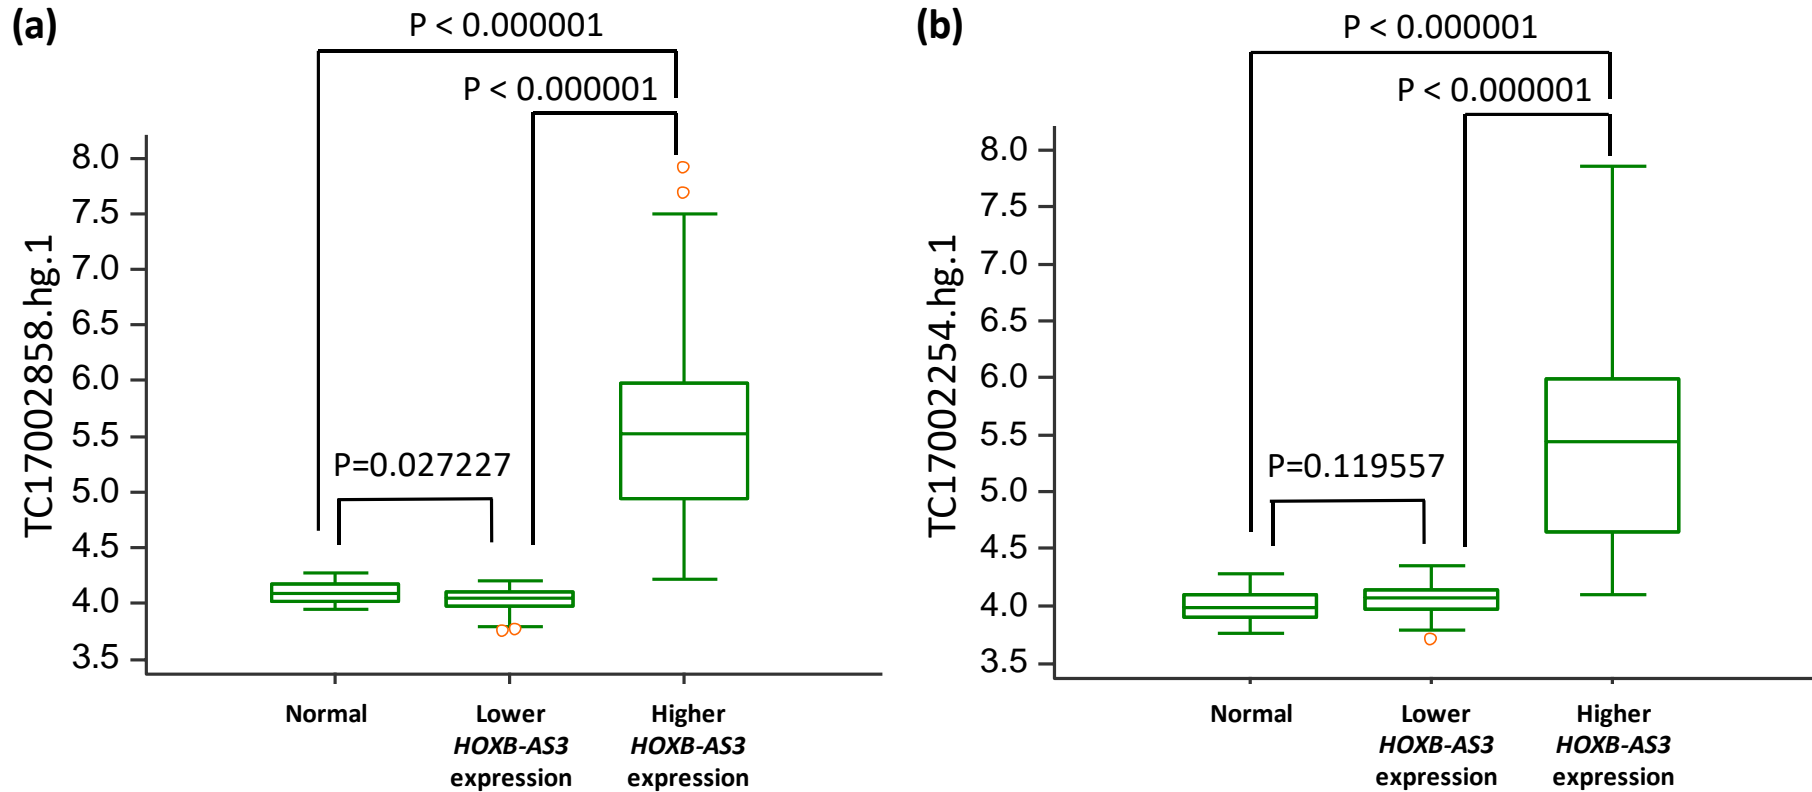 (a)
P < 0.000001
P < 0.000001
P=0.027227
TC17002858.hg.1
8.0
7.5
7.0
6.5
6.0
5.5
5.0
4.5
4.0
3.5
Normal
Lower
HOXB-AS3
expression
Higher
HOXB-AS3
expression
(b)
P < 0.000001
P < 0.000001
P=0.119557
TC17002254.hg.1
8.0
7.5
7.0
6.5
6.0
5.5
5.0
4.5
4.0
3.5
Normal
Lower
HOXB-AS3
expression
Higher
HOXB-AS3
expression